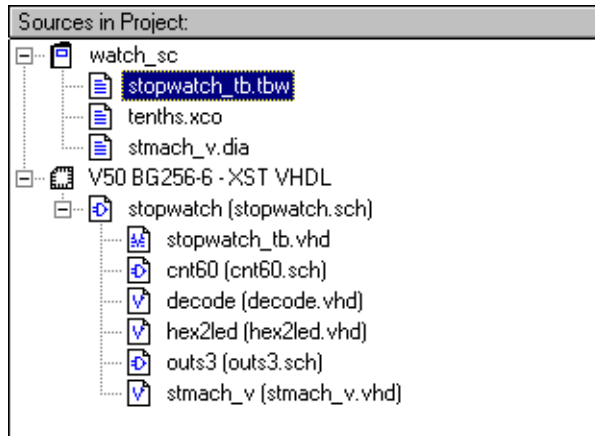 Sources in Project:
watch_sc
stopwatch_tb.tbw
tenths.xco
stmach_v.dia
V50 BG256-6 - XST VHDL
stopwatch (stopwatch.sch)
stopwatch_tb.vhd
cnt60 (cnt60.sch)
decode (decode.vhd)
hex2led (hex2led.vhd)
outs3 (outs3.sch)
stmach_v (stmach_v.vhd)